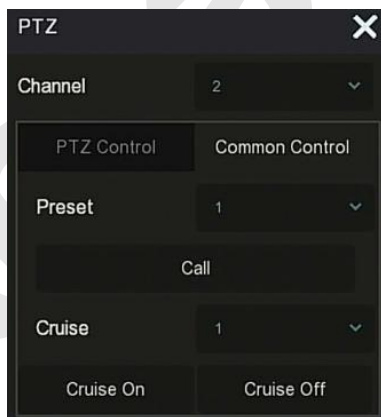 PTZ
Channel 2
PTZ Control Common Control
Preset 1
Call
Cruise 1
Cruise On Cruise Off